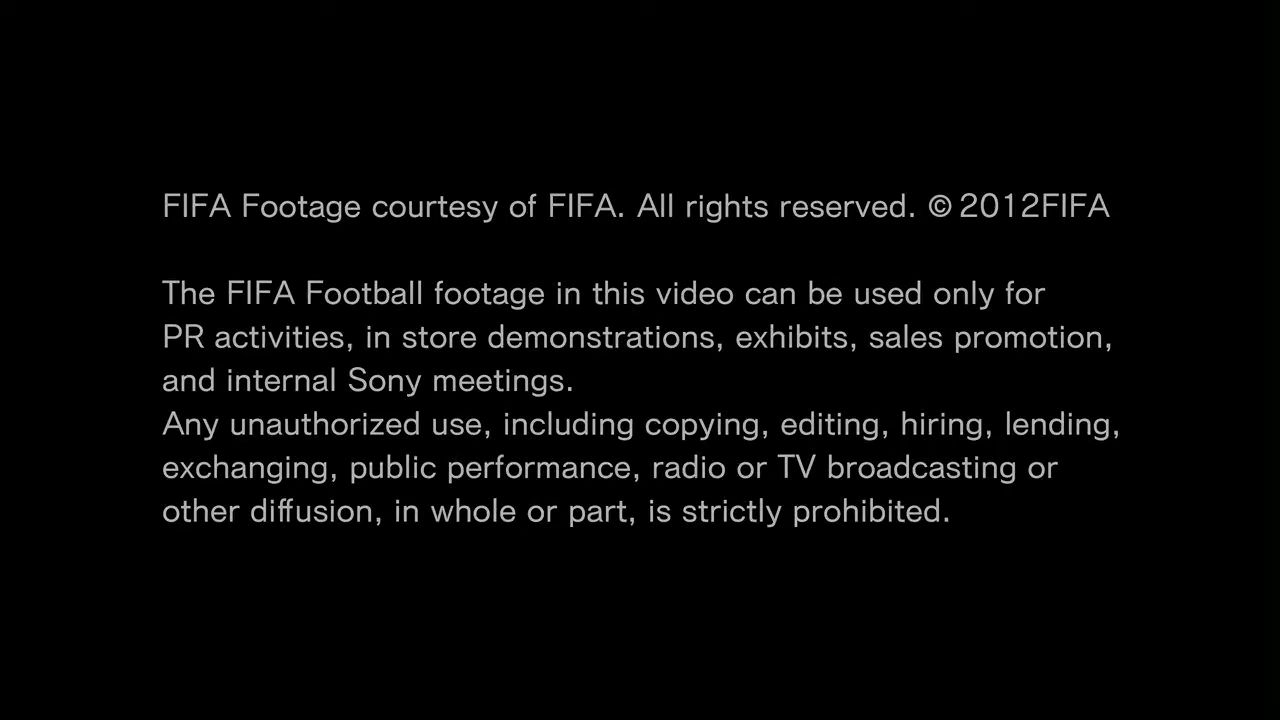 FIFA Footage courtesy of FIFA. All rights reserved. © 2012FIFA
The FIFA Football footage in this video can be used only for
PR activities, in store demonstrations, exhibits, sales promotion,
and internal Sony meetings.
Any unauthorized use, including copying, editing, hiring, lending,
exchanging, public performance, radio or TV broadcasting or
other diffusion, in whole or part, is strictly prohibited.